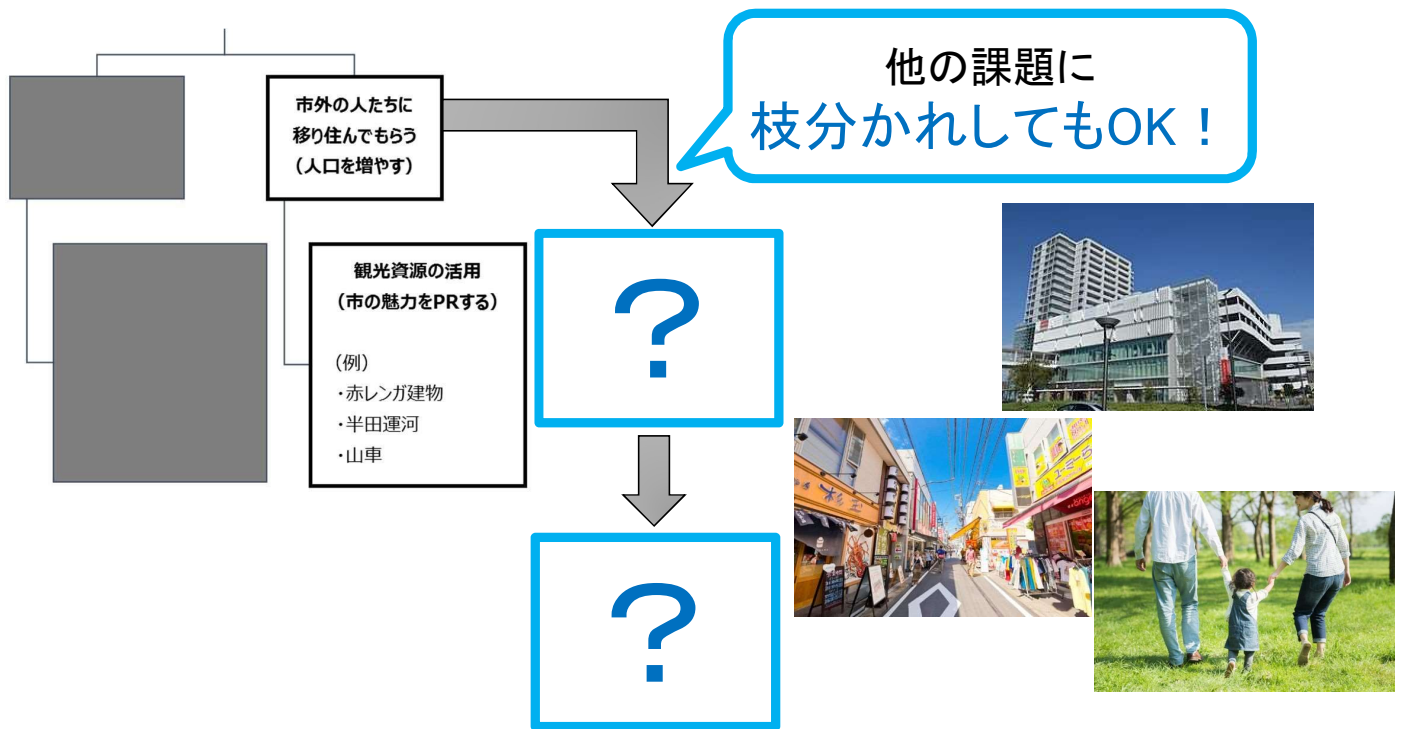 市外の人たちに
移り住んでもらう
（人口を増やす）
観光資源の活用
（市の魅力をPRする）
（例）
・赤レンガ建物
・半田運河
・山車
他の課題に
枝分かれしてもOK！
？
？